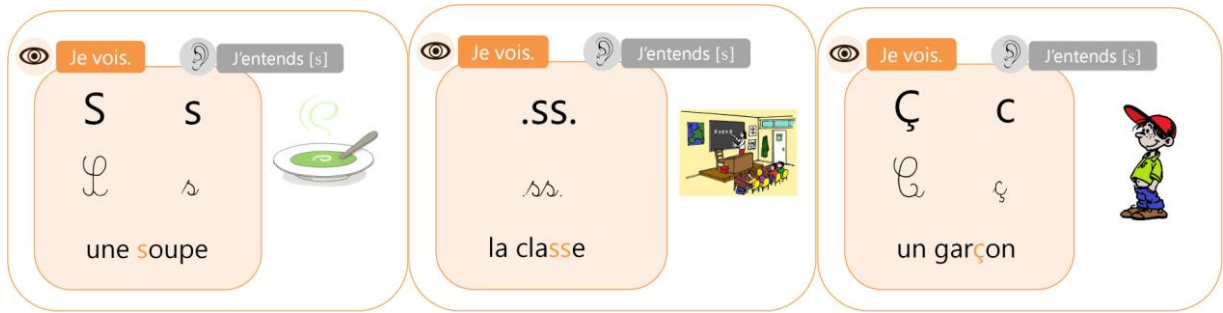 Je vois.
J'entends [s]
S s
S s
une soupe
Je vois.
J'entends [s]
.ss.
.ss.
la classe
Je vois.
J'entends [s]
Ç c
C ç
un garçon